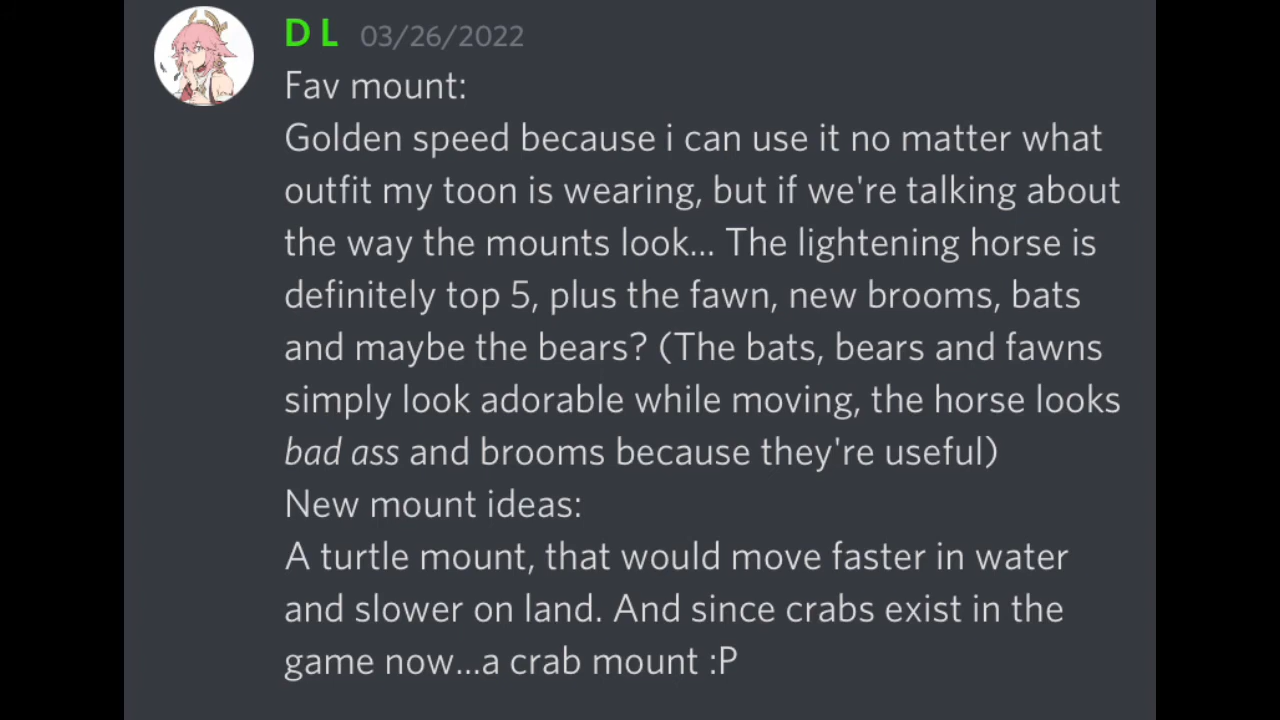 D L 03/26/2022
Fav mount:
Golden speed because i can use it no matter what
outfit my toon is wearing, but if we're talking about
the way the mounts look... The lightening horse is
definitely top 5, plus the fawn, new brooms, bats
and maybe the bears? (The bats, bears and fawns
simply look adorable while moving, the horse looks
bad ass and brooms because they're useful)
New mount ideas:
A turtle mount, that would move faster in water
and slower on land. And since crabs exist in the
game now...a crab mount :P